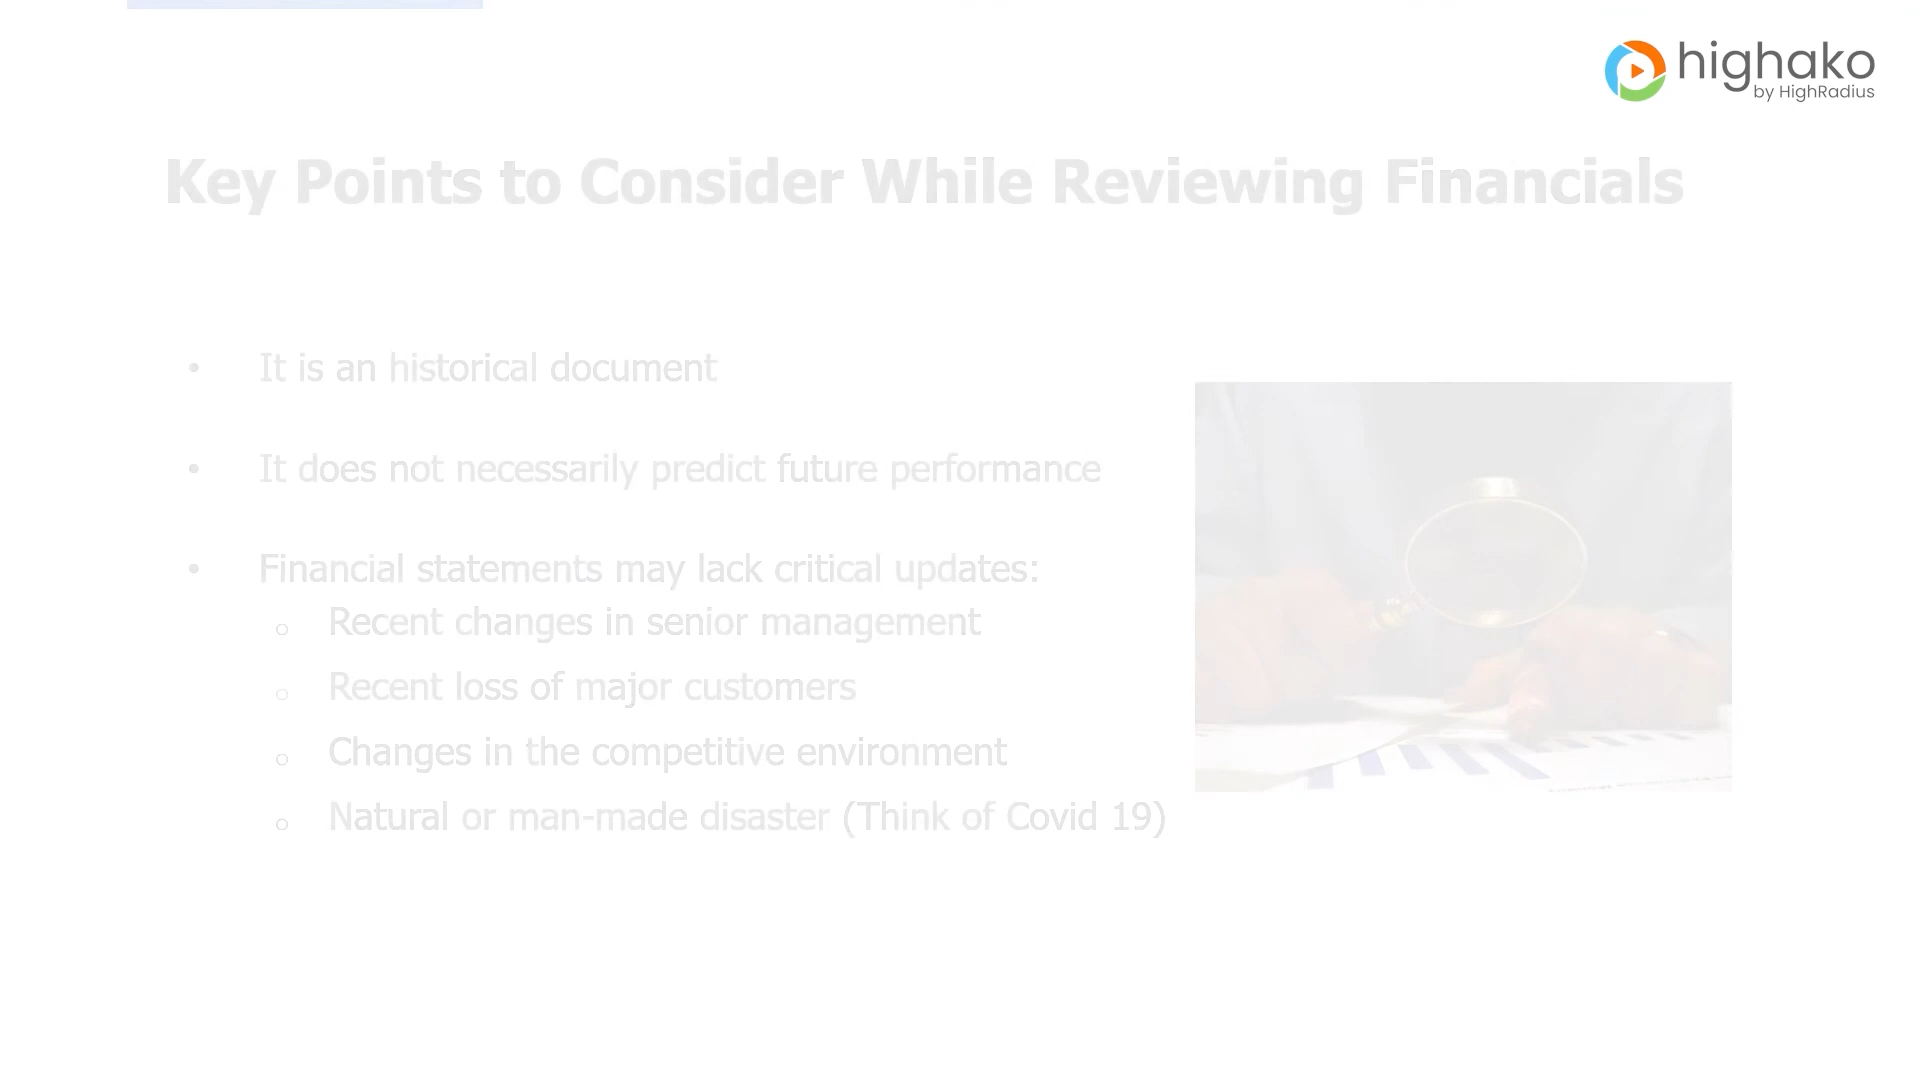 highako
by HighRadius
Key Points to Consider While Reviewing Financials
• It is an historical document
• It does not necessarily predict future performance
• Financial statements may lack critical updates:
o Recent changes in senior management
o Recent loss of major customers
o Changes in the competitive environment
o Natural or man-made disaster (Think of Covid 19)